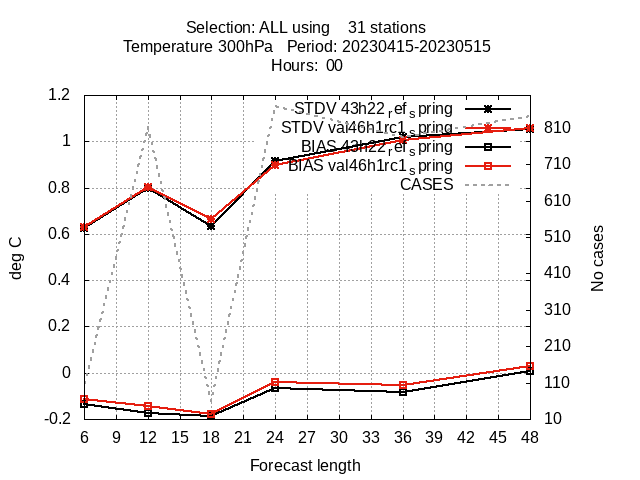 Selection: ALL using 31 stations
Temperature 300hPa Period: 20230415-20230515
Hours: 00
STDV 43h22_ref_spring
STDV val46h1rc1_spring
BIAS 43h22_ref_spring
BIAS val46h1rc1_spring
CASES
1.2
1
0.8
0.6
0.4
0.2
0
-0.2
deg C
810
710
610
510
410
310
210
110
10
No cases
6 9 12 15 18 21 24 27 30 33 36 39 42 45 48
Forecast length